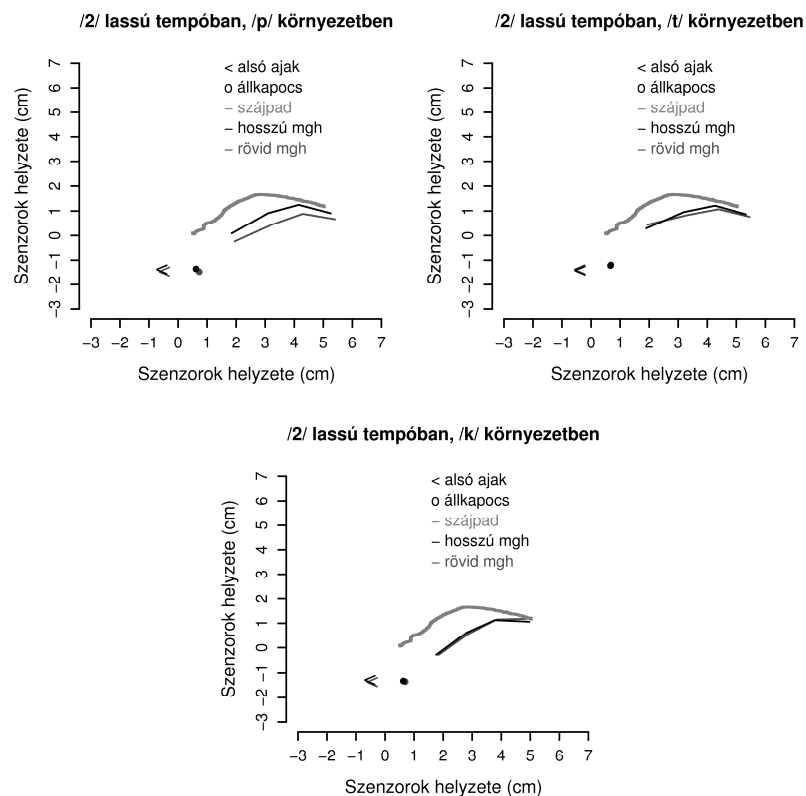 /2/ lassú tempóban, /p/ környezetben
< alsó ajak
o állkapocs
– szájpad
– hosszú mgh
– rövid mgh
Szenzorok helyzete (cm)
7
6
5
4
3
2
1
0
−1
−2
−3
−3 −2 −1 0 1 2 3 4 5 6 7
Szenzorok helyzete (cm)
/2/ lassú tempóban, /t/ környezetben
< alsó ajak
o állkapocs
– szájpad
– hosszú mgh
– rövid mgh
Szenzorok helyzete (cm)
7
6
5
4
3
2
1
0
−1
−2
−3
−3 −2 −1 0 1 2 3 4 5 6 7
Szenzorok helyzete (cm)
/2/ lassú tempóban, /k/ környezetben
< alsó ajak
o állkapocs
– szájpad
– hosszú mgh
– rövid mgh
Szenzorok helyzete (cm)
7
6
5
4
3
2
1
0
−1
−2
−3
−3 −2 −1 0 1 2 3 4 5 6 7
Szenzorok helyzete (cm)